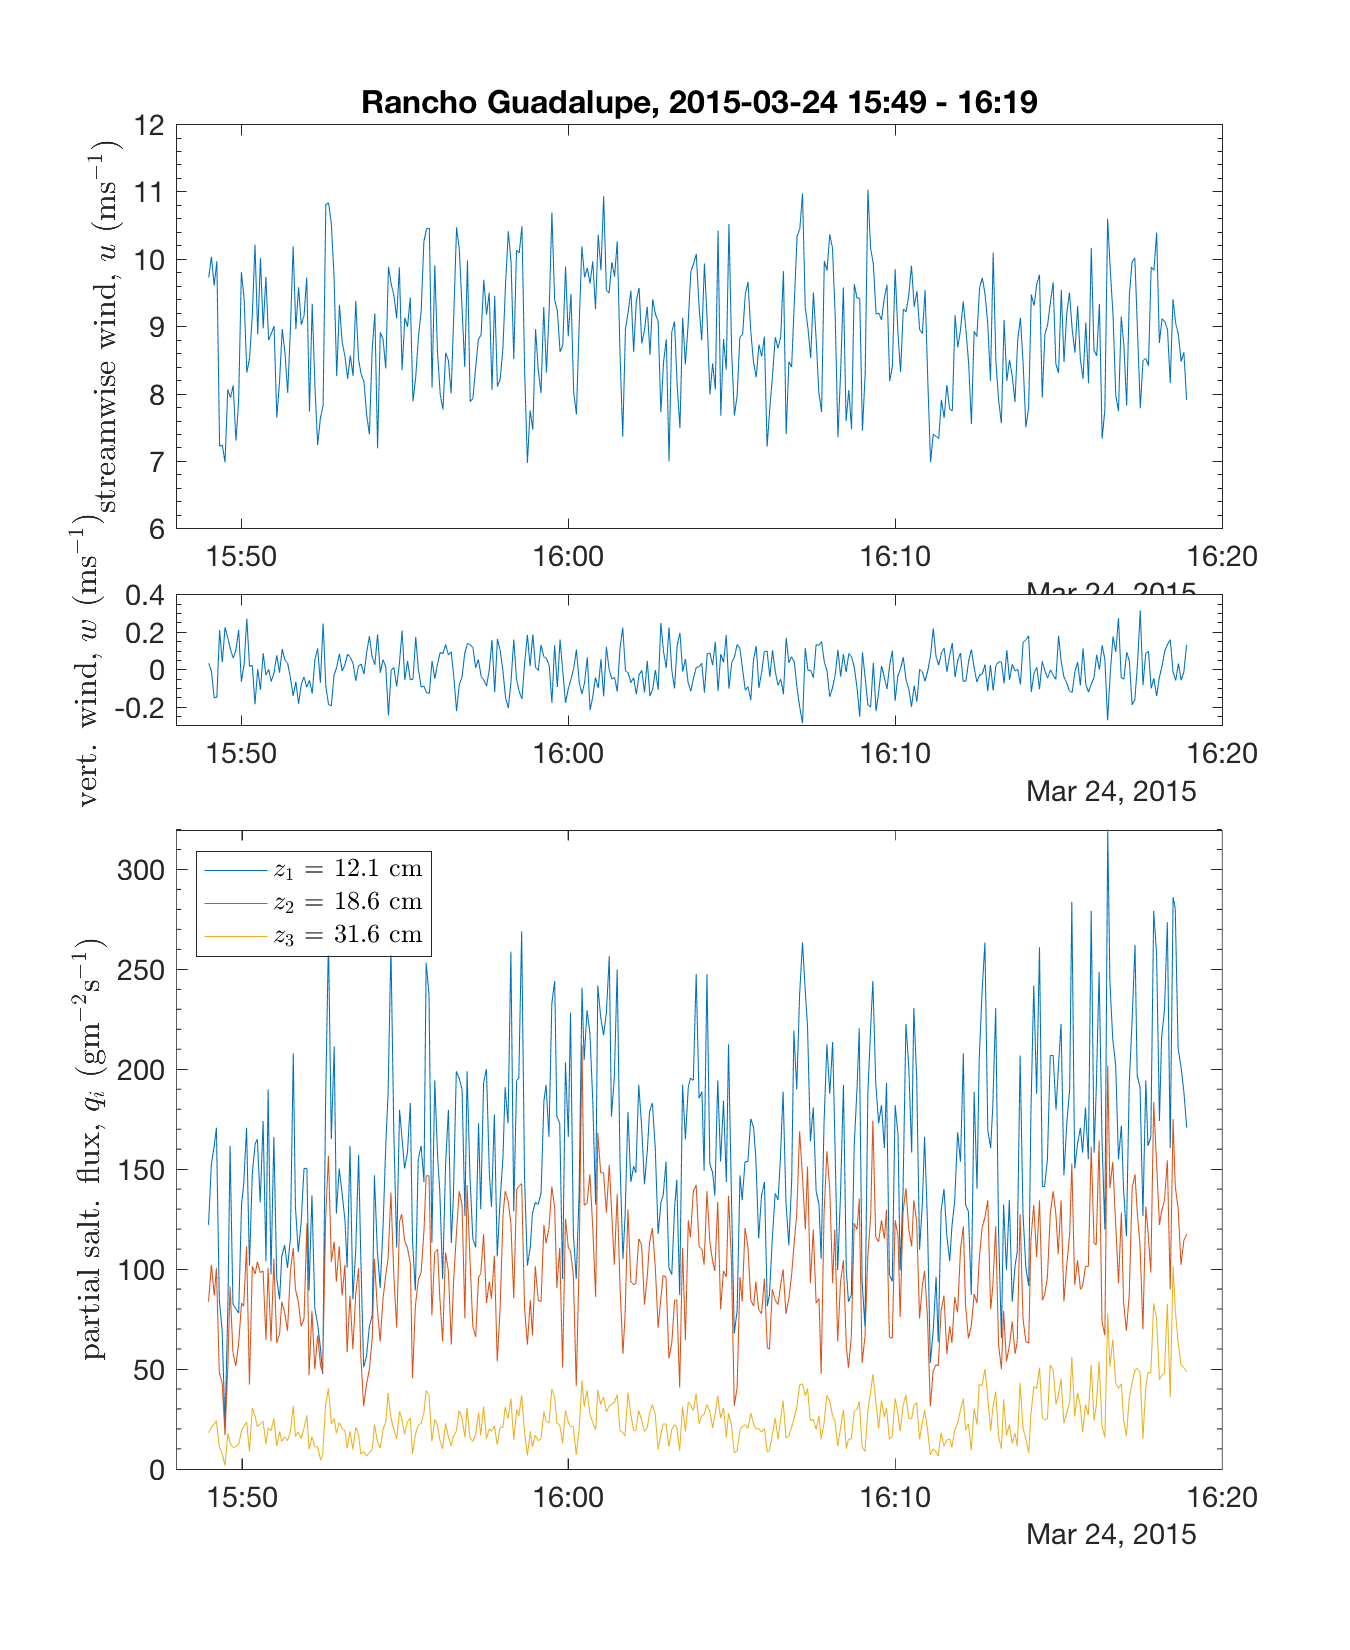 Rancho Guadalupe, 2015-03-24 15:49 - 16:19
streamwise wind, u (ms⁻¹)
12
11
10
9
8
7
6
15:50 16:00 16:10 16:20
Mar 24, 2015
vert. wind, w (ms⁻¹)
0.4
0.2
0
-0.2
15:50 16:00 16:10 16:20
Mar 24, 2015
partial salt. flux, qᵢ (gm⁻²s⁻¹)
300
250
200
150
100
50
0
z₁ = 12.1 cm
z₂ = 18.6 cm
z₃ = 31.6 cm
15:50 16:00 16:10 16:20
Mar 24, 2015